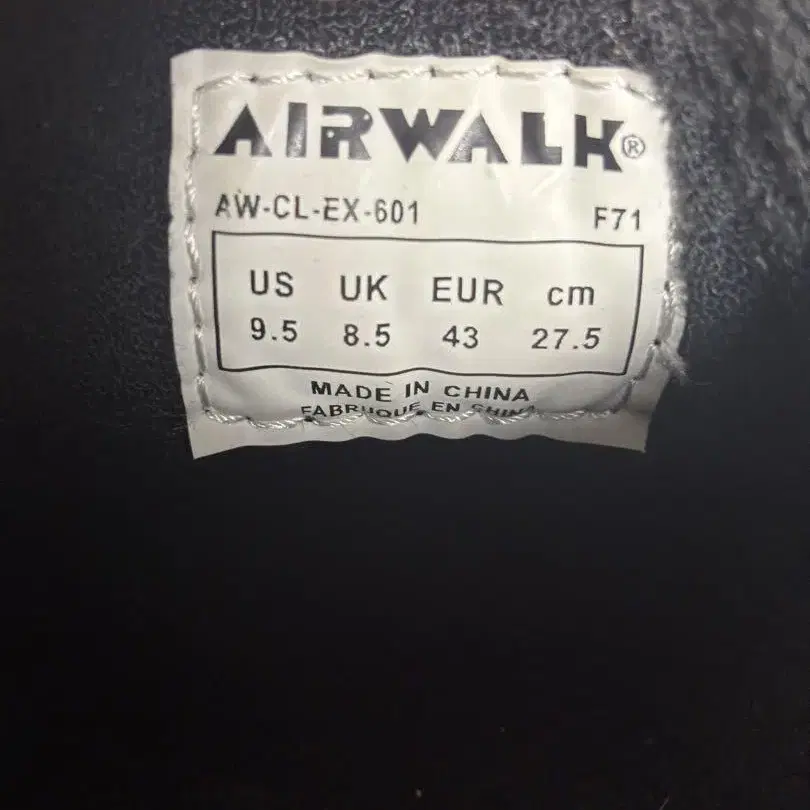 AIRWALK®
AW-CL-EX-601 F71
US UK EUR cm
9.5 8.5 43 27.5
MADE IN CHINA
FABRIQUE EN CHINA